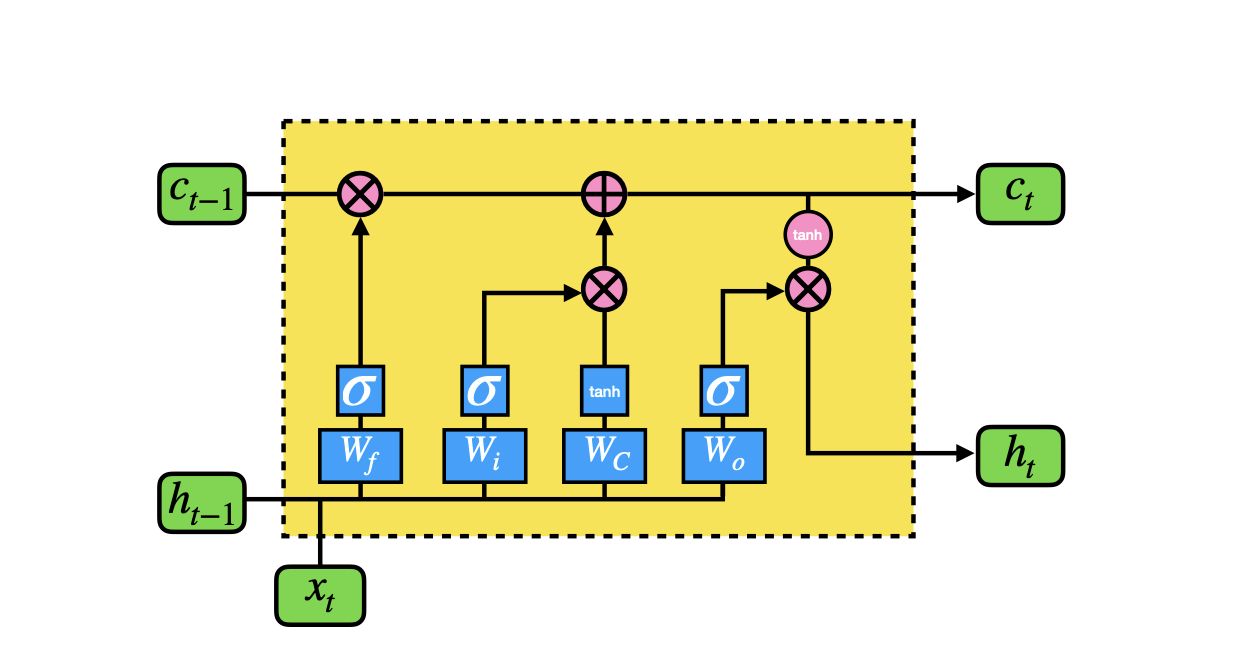 c_{t−1}
c_t
tanh
σ
σ
tanh
σ
W_f
W_i
W_C
W_o
h_t
h_{t−1}
x_t